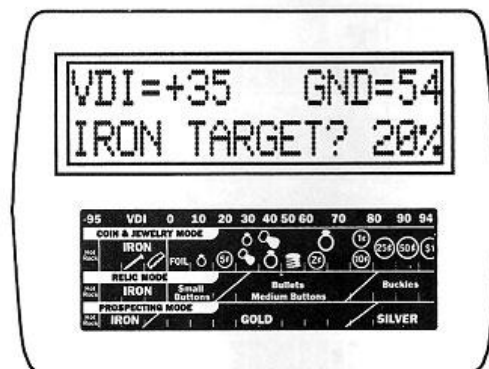 VDI=+35 GND=54
IRON TARGET? 20%
-95 VDI 0 10 20 30 40 50 60 70 80 90 94
COIN & JEWELRY MODE
Hot Rock IRON FOIL 5¢ 2¢ 1¢ 10¢ 25¢ 50¢ $1
RELIC MODE
Hot Rock IRON Small Buttons Bullets Medium Buttons Buckles
PROSPECTING MODE
Hot Rock IRON GOLD SILVER